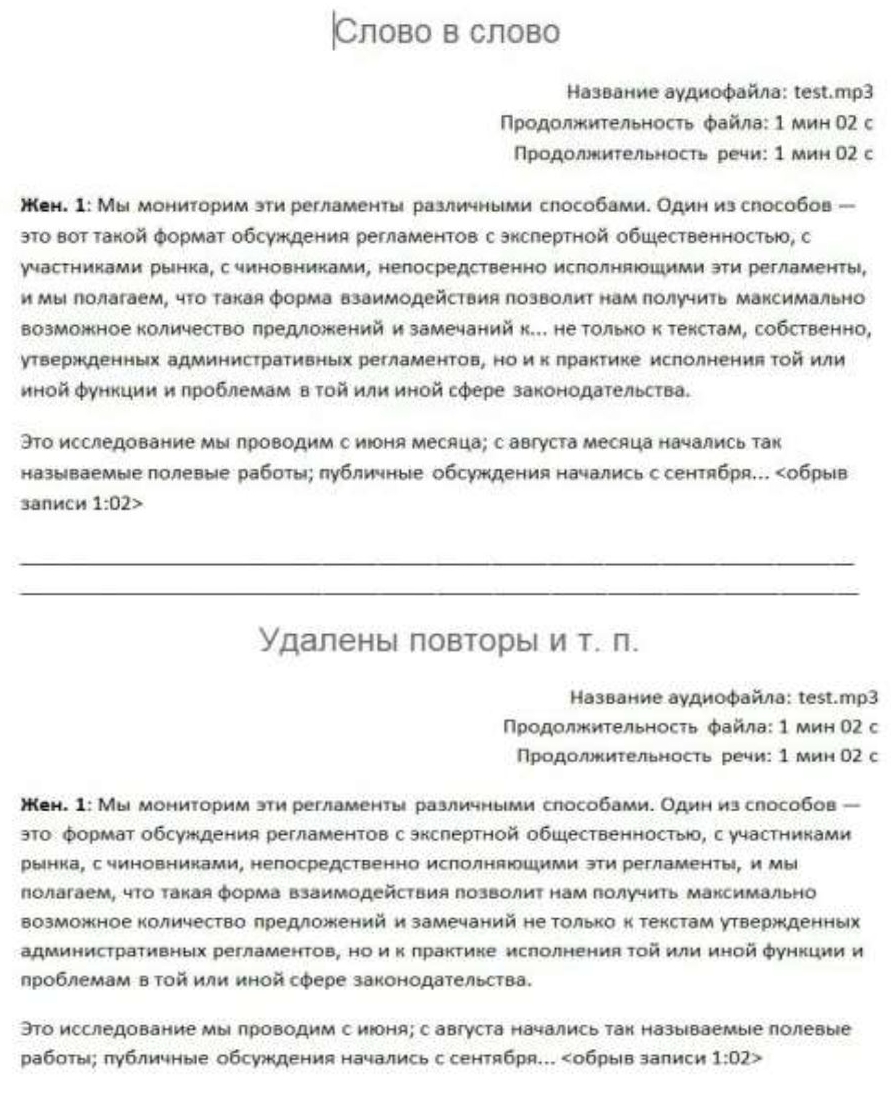 Слово в слово
Название аудиофайла: test.mp3
Продолжительность файла: 1 мин 02 с
Продолжительность речи: 1 мин 02 с
Жен. 1: Мы мониторим эти регламенты различными способами. Один из способов —
это вот такой формат обсуждения регламентов с экспертной общественностью, с
участниками рынка, с чиновниками, непосредственно исполняющими эти регламенты,
и мы полагаем, что такая форма взаимодействия позволит нам получить максимально
возможное количество предложений и замечаний к... не только к текстам, собственно,
утвержденных административных регламентов, но и к практике исполнения той или
иной функции и проблемам в той или иной сфере законодательства.
Это исследование мы проводим с июня месяца; с августа месяца начались так
называемые полевые работы; публичные обсуждения начались с сентября... <обрыв
записи 1:02>
Удалены повторы и т. п.
Название аудиофайла: test.mp3
Продолжительность файла: 1 мин 02 с
Продолжительность речи: 1 мин 02 с
Жен. 1: Мы мониторим эти регламенты различными способами. Один из способов —
это формат обсуждения регламентов с экспертной общественностью, с участниками
рынка, с чиновниками, непосредственно исполняющими эти регламенты, и мы
полагаем, что такая форма взаимодействия позволит нам получить максимально
возможное количество предложений и замечаний не только к текстам утвержденных
административных регламентов, но и к практике исполнения той или иной функции и
проблемам в той или иной сфере законодательства.
Это исследование мы проводим с июня; с августа начались так называемые полевые
работы; публичные обсуждения начались с сентября... <обрыв записи 1:02>